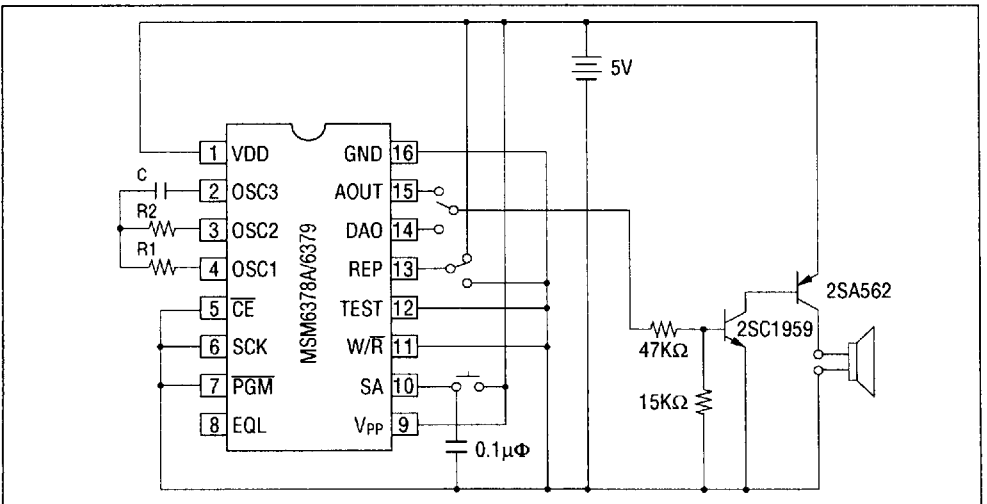 5V
1 VDD
GND 16
C
2 OSC3
AOUT 15
R2
3 OSC2
DAO 14
R1
4 OSC1
REP 13
MSM6378A/6379
5 C̅E̅
TEST 12
6 SCK
W/R̅ 11
7 P̅G̅M̅
SA 10
8 EQL
VPP 9
0.1µΦ
47KΩ
15KΩ
2SC1959
2SA562